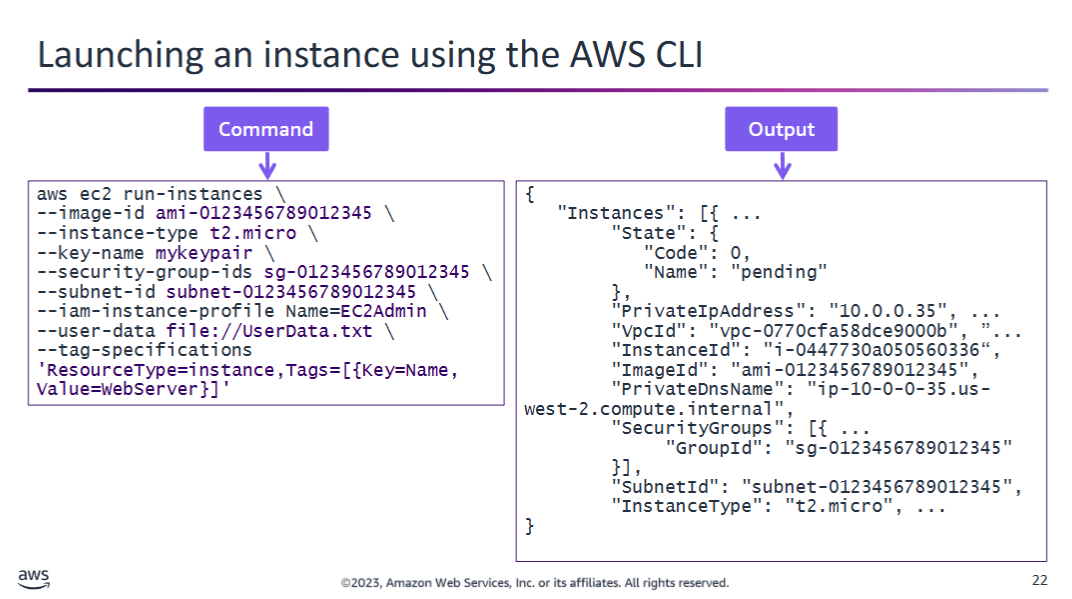 Launching an instance using the AWS CLI
Command
aws ec2 run-instances \
--image-id ami-0123456789012345 \
--instance-type t2.micro \
--key-name mykeypair \
--security-group-ids sg-0123456789012345 \
--subnet-id subnet-0123456789012345 \
--iam-instance-profile Name=EC2Admin \
--user-data file://UserData.txt \
--tag-specifications
'ResourceType=instance,Tags=[{Key=Name,
Value=WebServer}]'
Output
{
"Instances": [{ ...
"State": {
"Code": 0,
"Name": "pending"
},
"PrivateIpAddress": "10.0.0.35", ...
"VpcId": "vpc-0770cfa58dce9000b", ”...
"InstanceId": "i-0447730a050560336“,
"ImageId": "ami-0123456789012345",
"PrivateDnsName": "ip-10-0-0-35.us-
west-2.compute.internal",
"SecurityGroups": [{ ...
"GroupId": "sg-0123456789012345"
}],
"SubnetId": "subnet-0123456789012345",
"InstanceType": "t2.micro", ...
}
aws
©2023, Amazon Web Services, Inc. or its affiliates. All rights reserved.
22